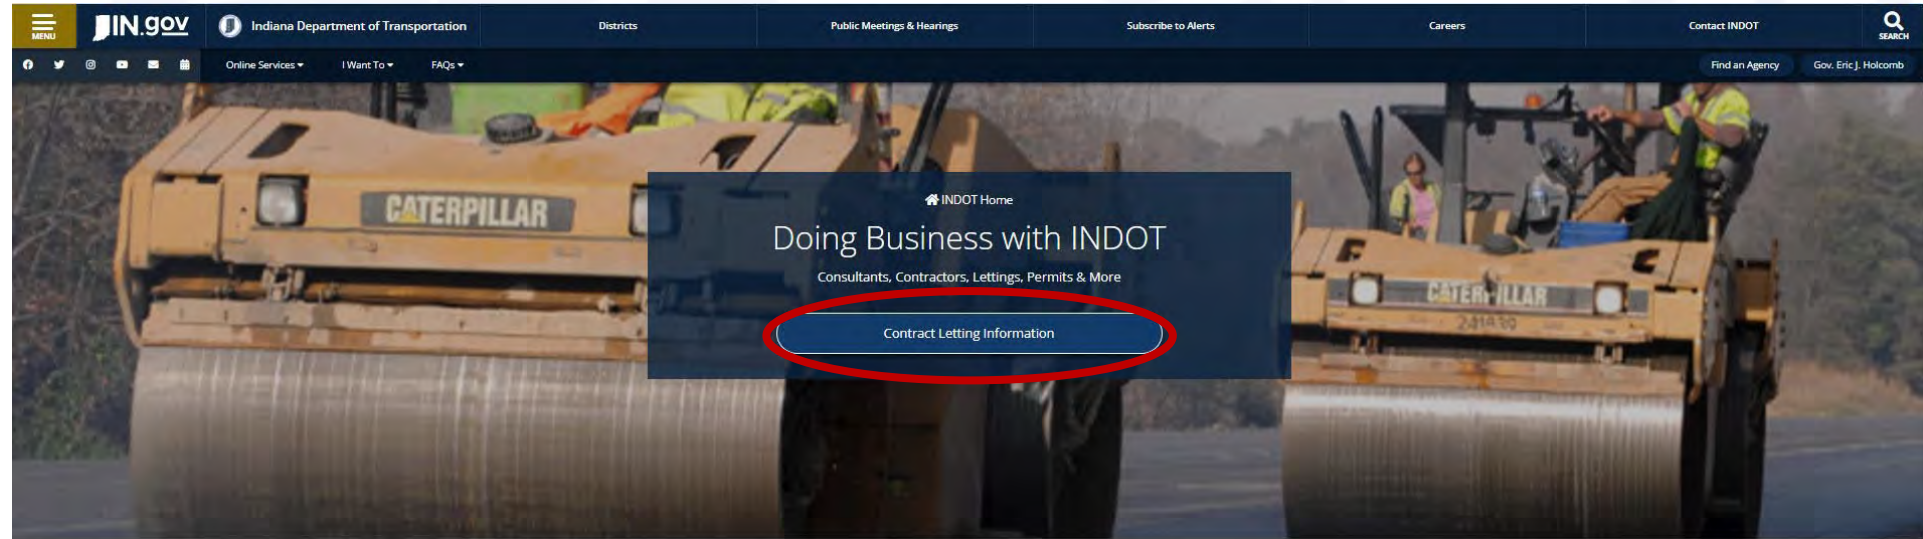 MENU
IN.gov
Indiana Department of Transportation
Districts
Public Meetings & Hearings
Subscribe to Alerts
Careers
Contact INDOT
SEARCH
Online Services
I Want To
FAQs
Find an Agency
Gov. Eric J. Holcomb
CATERPILLAR
INDOT Home
Doing Business with INDOT
Consultants, Contractors, Lettings, Permits & More
Contract Letting Information
CATERPILLAR